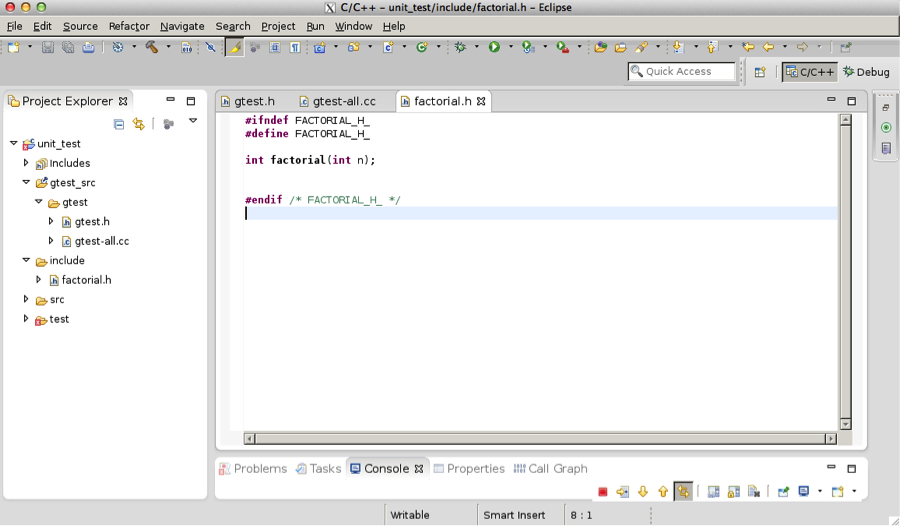 C/C++ - unit_test/include/factorial.h - Eclipse
File Edit Source Refactor Navigate Search Project Run Window Help
Quick Access
C/C++
Debug
Project Explorer
unit_test
Includes
gtest_src
gtest
gtest.h
gtest-all.cc
include
factorial.h
src
test
gtest.h
gtest-all.cc
factorial.h
#ifndef FACTORIAL_H_
#define FACTORIAL_H_
int factorial(int n);
#endif /* FACTORIAL_H_ */
Problems Tasks Console Properties Call Graph
Writable Smart Insert 8 : 1